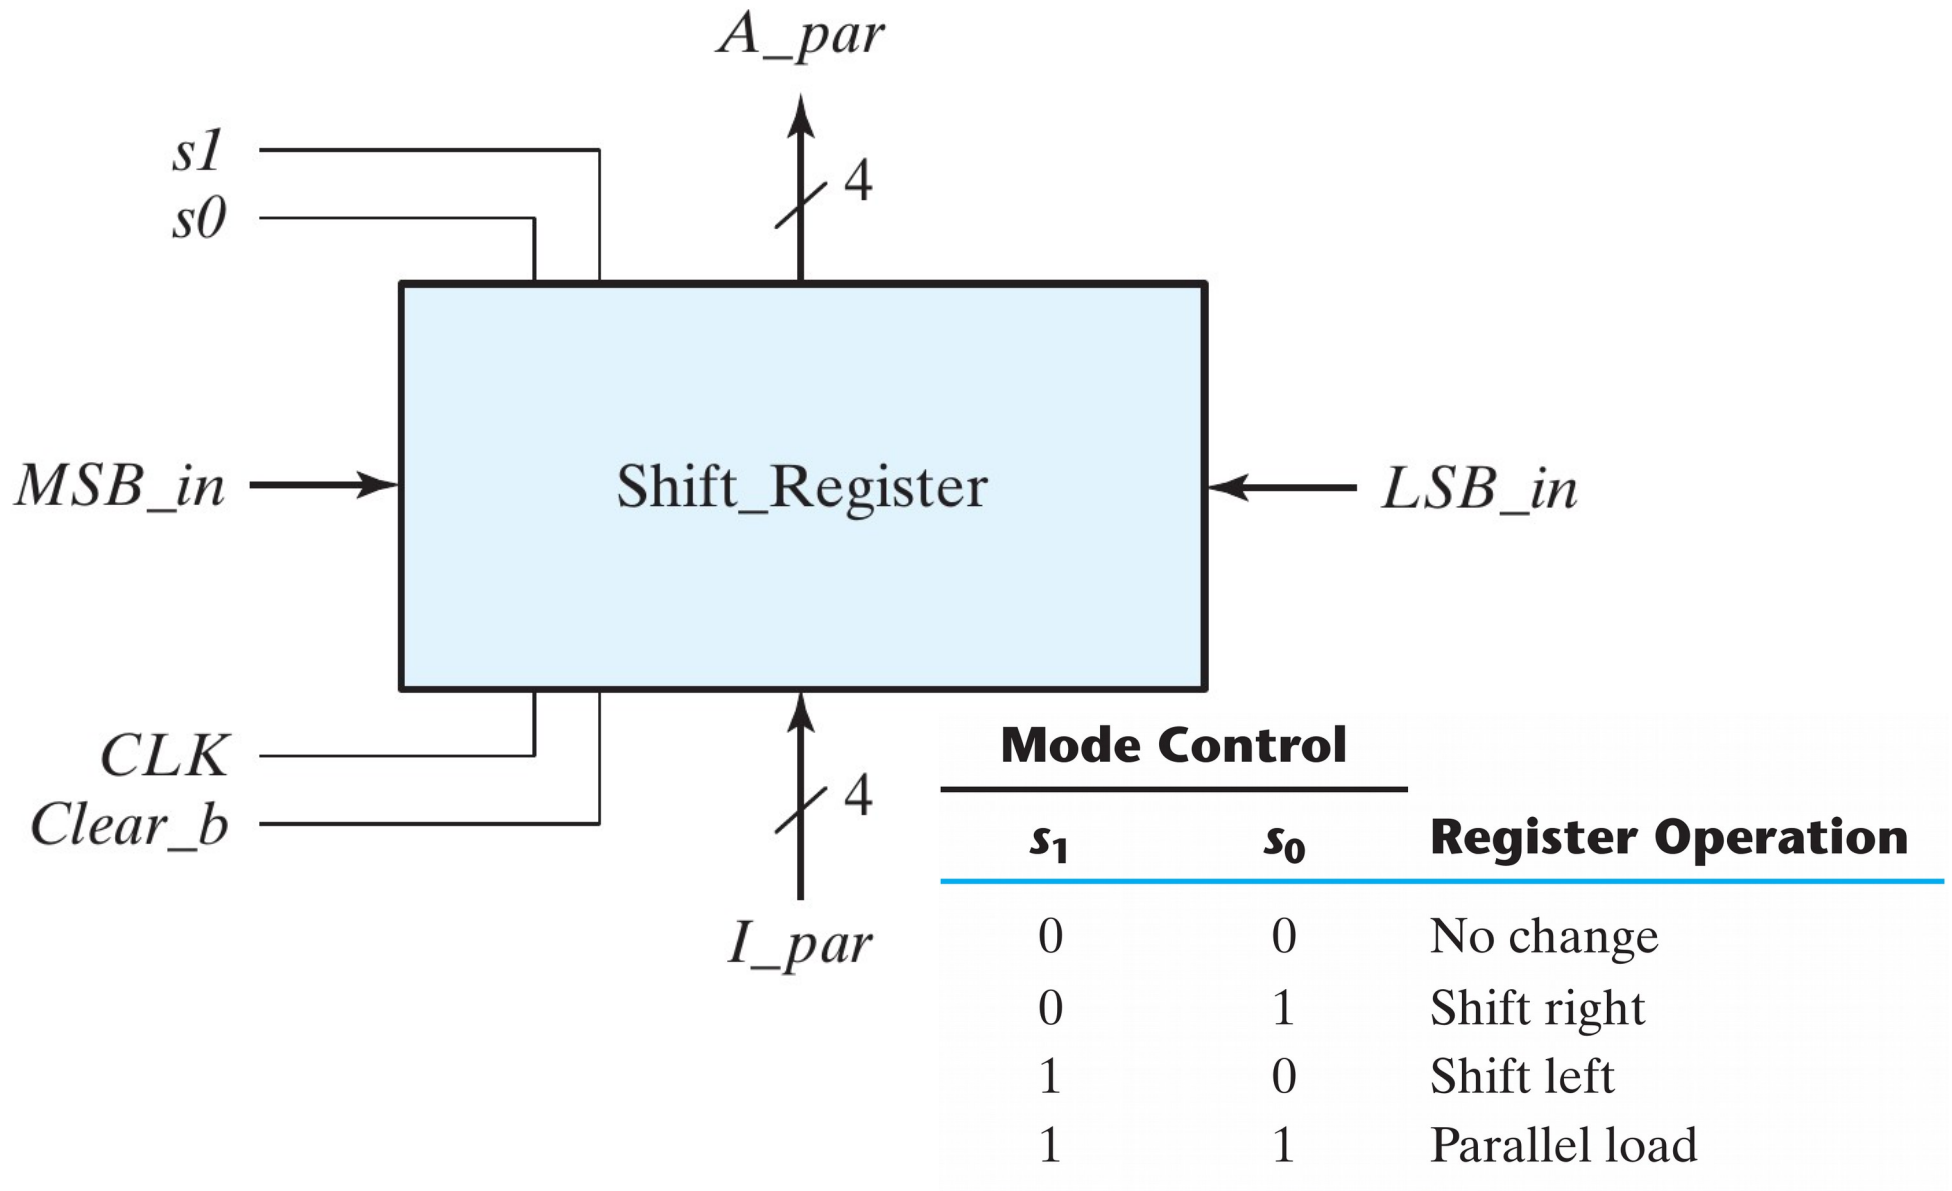 A_par
s1
4
s0
MSB_in
Shift_Register
LSB_in
CLK
Clear_b
4
I_par
Mode Control
s1 s0 Register Operation
0 0 No change
0 1 Shift right
1 0 Shift left
1 1 Parallel load